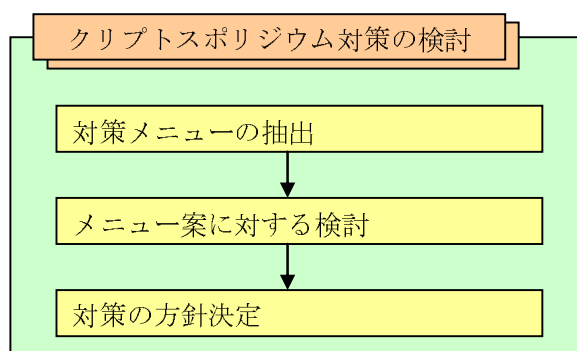 クリプトスポリジウム対策の検討
対策メニューの抽出
メニュー案に対する検討
対策の方針決定